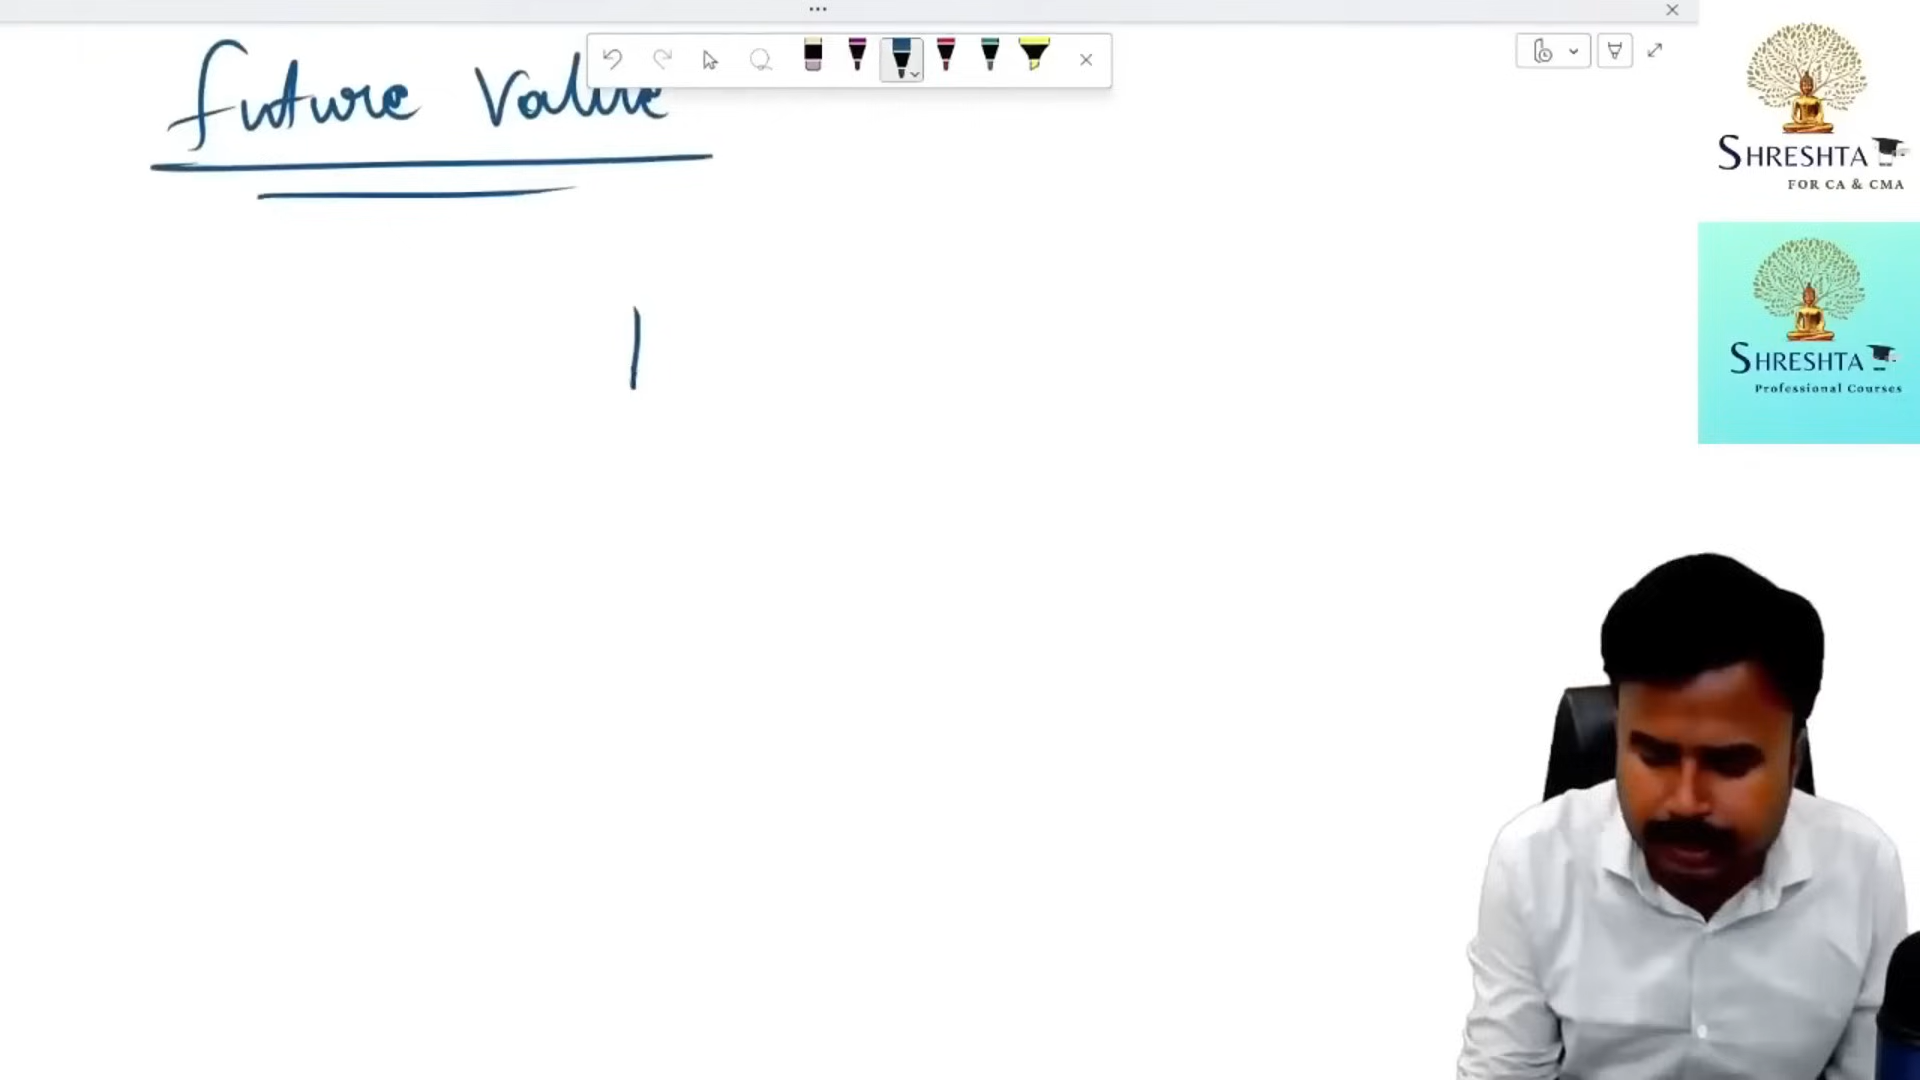 Future Value
SHRESHTA
FOR CA & CMA
SHRESHTA
Professional Courses